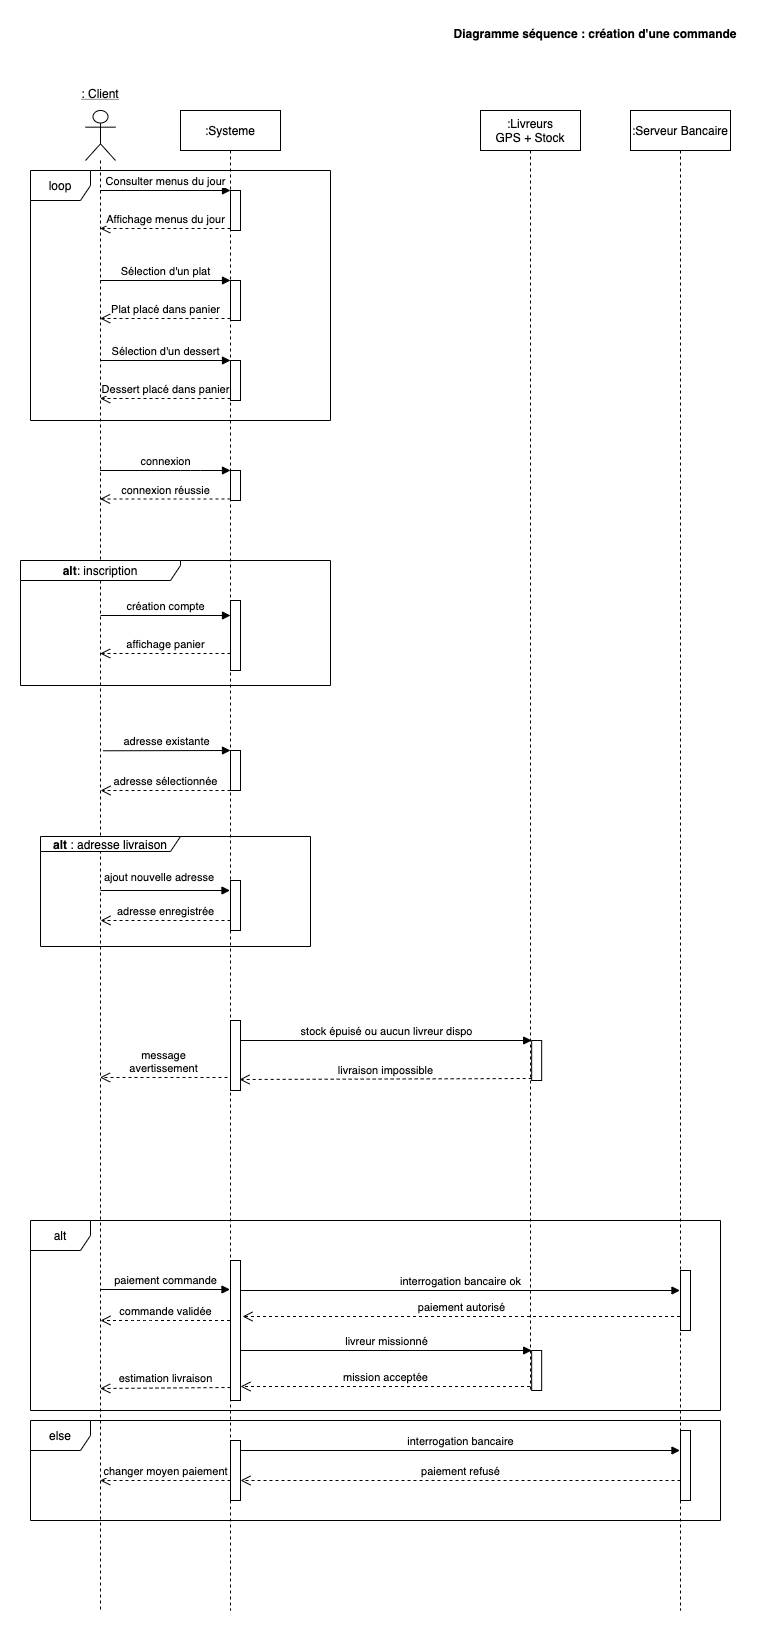 Diagramme séquence : création d'une commande
: Client
:Systeme
:Livreurs
GPS + Stock
:Serveur Bancaire
loop
Consulter menus du jour
Affichage menus du jour
Sélection d'un plat
Plat placé dans panier
Sélection d'un dessert
Dessert placé dans panier
connexion
connexion réussie
alt: inscription
création compte
affichage panier
adresse existante
adresse sélectionnée
alt : adresse livraison
ajout nouvelle adresse
adresse enregistrée
stock épuisé ou aucun livreur dispo
message
avertissement
livraison impossible
alt
paiement commande
interrogation bancaire ok
commande validée
paiement autorisé
livreur missionné
estimation livraison
mission acceptée
else
interrogation bancaire
changer moyen paiement
paiement refusé